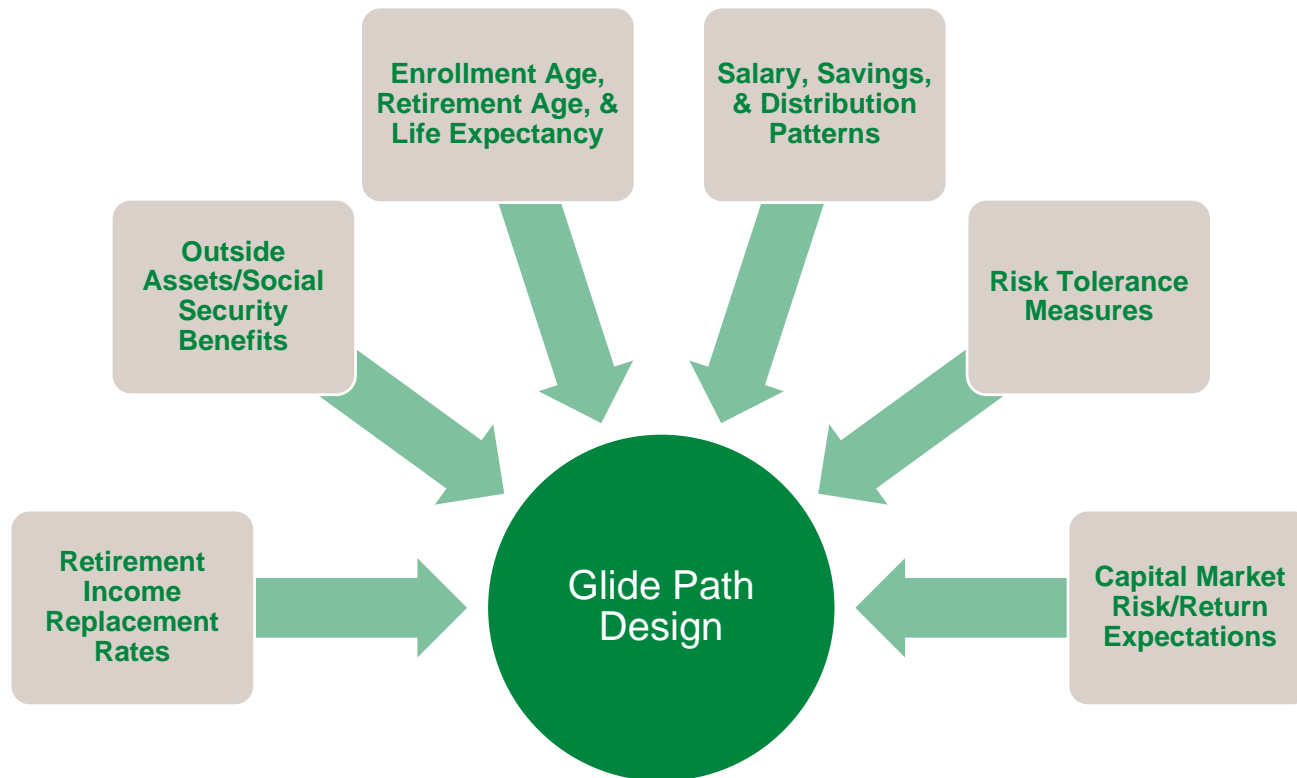 Enrollment Age,
Retirement Age, &
Life Expectancy
Salary, Savings,
& Distribution
Patterns
Outside
Assets/Social
Security
Benefits
Risk Tolerance
Measures
Retirement
Income
Replacement
Rates
Glide Path
Design
Capital Market
Risk/Return
Expectations